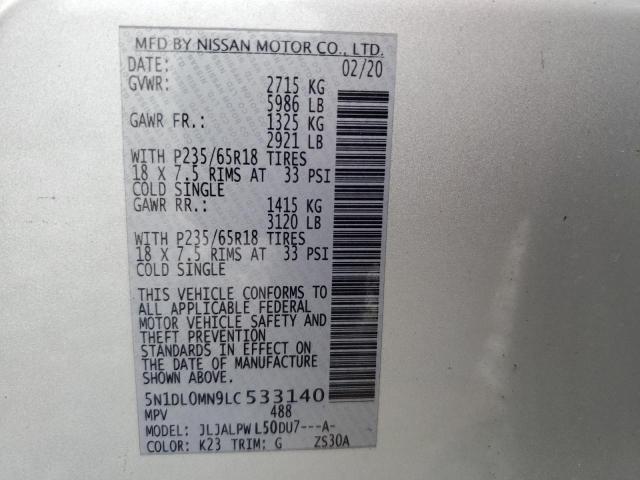 MFD BY NISSAN MOTOR CO., LTD.
DATE: 02/20
GVWR: 2715 KG
5986 LB
GAWR FR.: 1325 KG
2921 LB
WITH P235/65R18 TIRES
18 X 7.5 RIMS AT 33 PSI
COLD SINGLE
GAWR RR.: 1415 KG
3120 LB
WITH P235/65R18 TIRES
18 X 7.5 RIMS AT 33 PSI
COLD SINGLE
THIS VEHICLE CONFORMS TO
ALL APPLICABLE FEDERAL
MOTOR VEHICLE SAFETY AND
THEFT PREVENTION
STANDARDS IN EFFECT ON
THE DATE OF MANUFACTURE
SHOWN ABOVE.
5N1DL0MN9LC533140
MPV 488
MODEL: JLJALPWL50DU7---A-
COLOR: K23 TRIM: G ZS30A